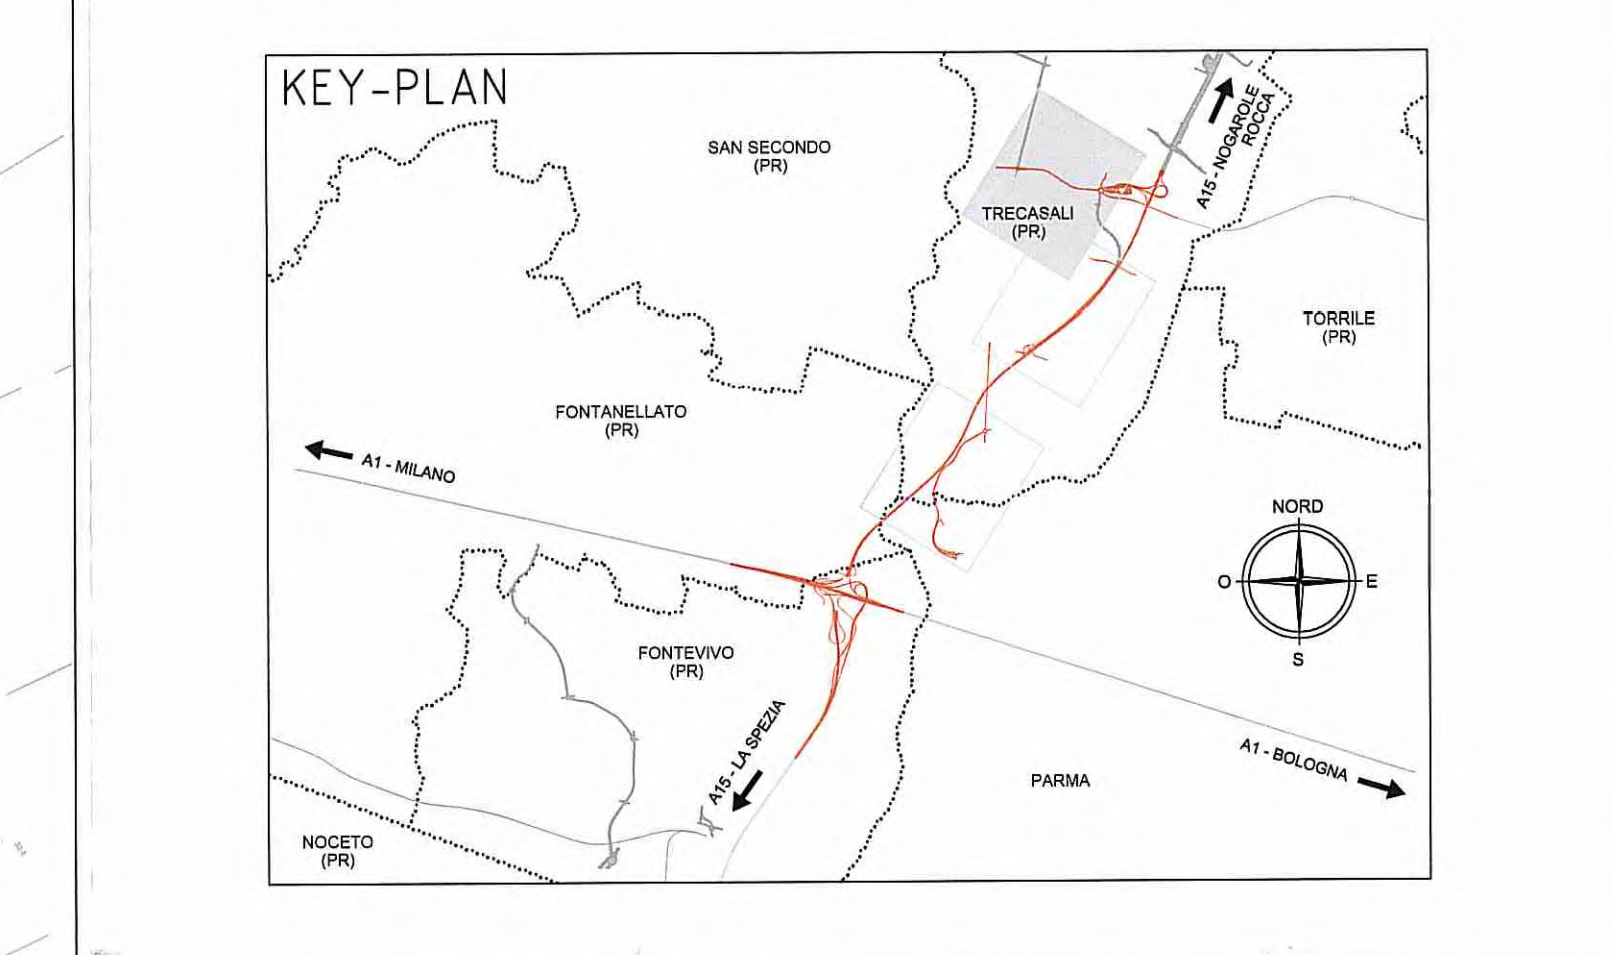 KEY-PLAN
SAN SECONDO
(PR)
A15 - NOGAROLE
ROCCA
TRECASALI
(PR)
TORRILE
(PR)
FONTANELLATO
(PR)
A1 - MILANO
NORD
O
E
S
FONTEVIVO
(PR)
A15 - LA SPEZIA
A1 - BOLOGNA
PARMA
NOCETO
(PR)